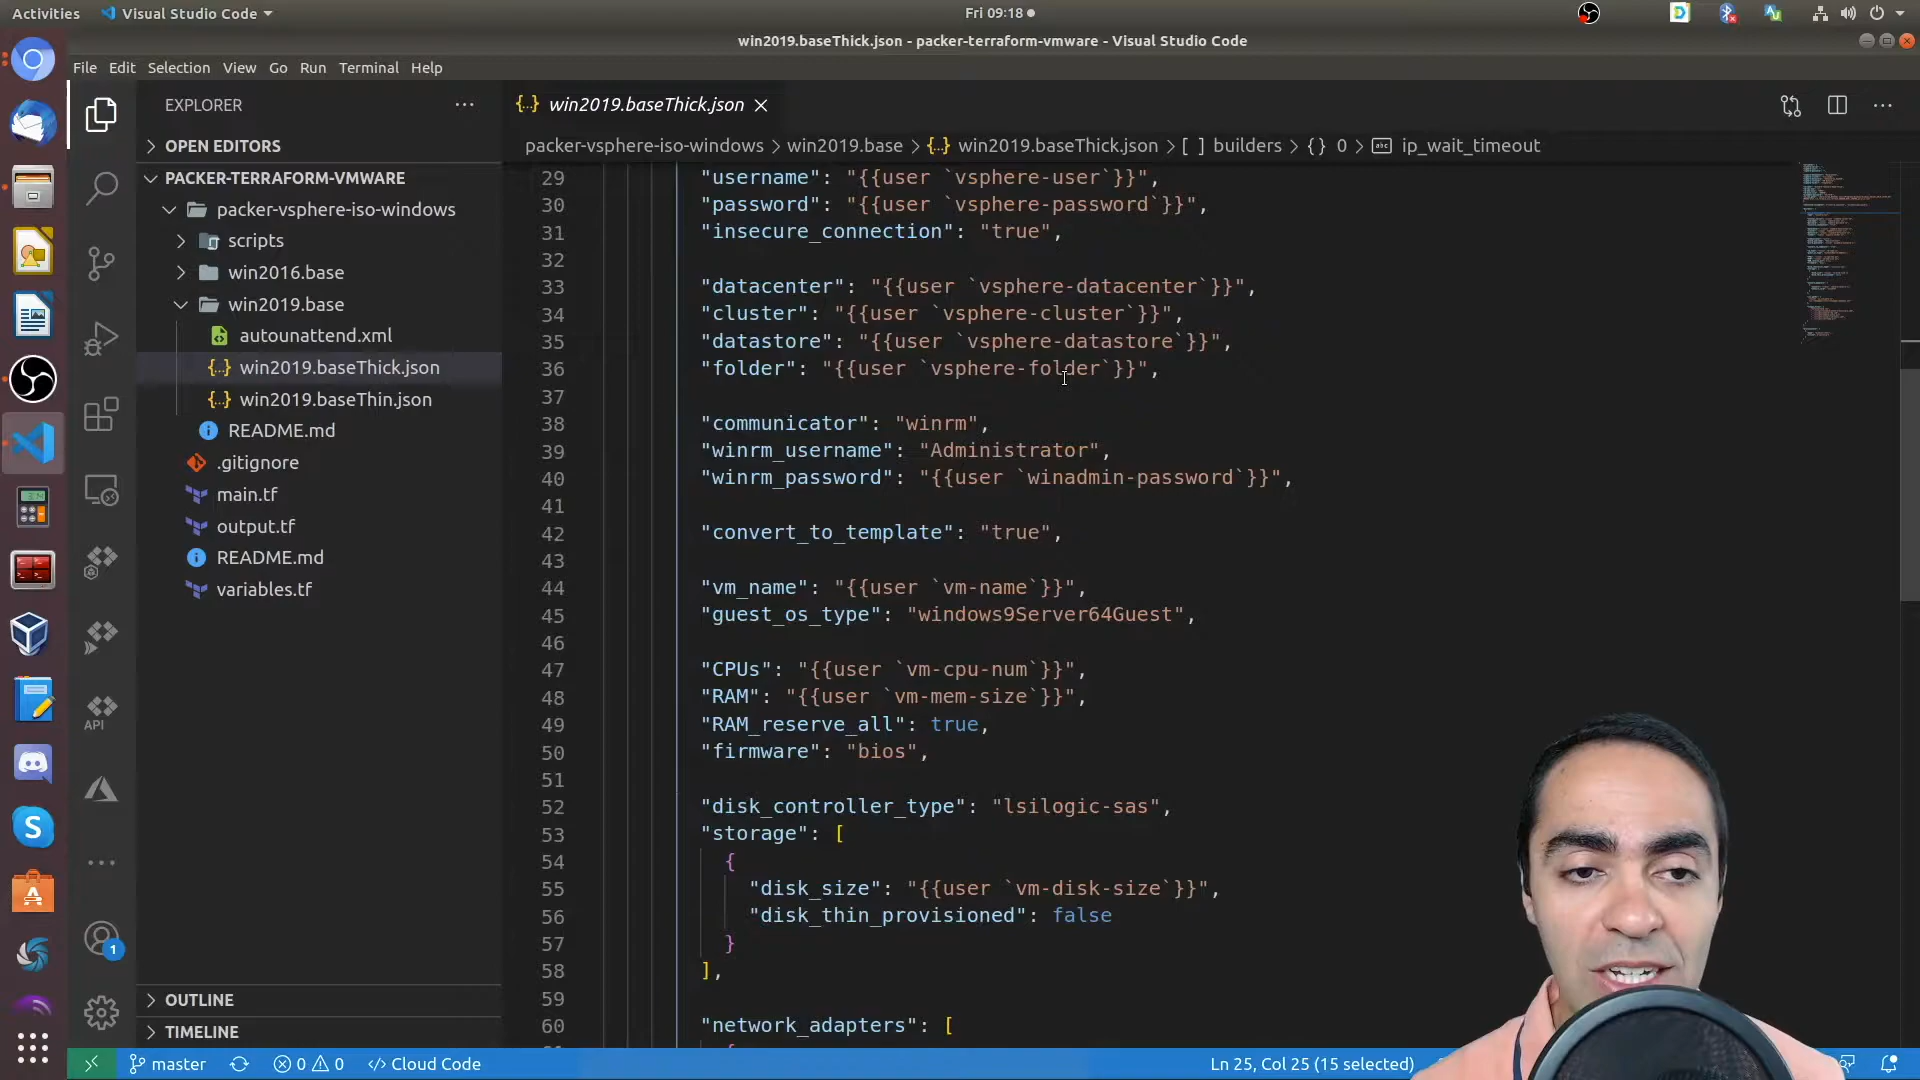 Activities
Visual Studio Code
Fri 09:18
win2019.baseThick.json - packer-terraform-vmware - Visual Studio Code
File Edit Selection View Go Run Terminal Help
EXPLORER
OPEN EDITORS
PACKER-TERRAFORM-VMWARE
packer-vsphere-iso-windows
scripts
win2016.base
win2019.base
autounattend.xml
win2019.baseThick.json
win2019.baseThin.json
README.md
.gitignore
main.tf
output.tf
README.md
variables.tf
OUTLINE
TIMELINE
API
1
{..} win2019.baseThick.json
packer-vsphere-iso-windows > win2019.base > {..} win2019.baseThick.json > [ ] builders > {} 0 > abc ip_wait_timeout
29 "username": "{{user `vsphere-user`}}",
30 "password": "{{user `vsphere-password`}}",
31 "insecure_connection": "true",
32
33 "datacenter": "{{user `vsphere-datacenter`}}",
34 "cluster": "{{user `vsphere-cluster`}}",
35 "datastore": "{{user `vsphere-datastore`}}",
36 "folder": "{{user `vsphere-folder`}}",
37
38 "communicator": "winrm",
39 "winrm_username": "Administrator",
40 "winrm_password": "{{user `winadmin-password`}}",
41
42 "convert_to_template": "true",
43
44 "vm_name": "{{user `vm-name`}}",
45 "guest_os_type": "windows9Server64Guest",
46
47 "CPUs": "{{user `vm-cpu-num`}}",
48 "RAM": "{{user `vm-mem-size`}}",
49 "RAM_reserve_all": true,
50 "firmware": "bios",
51
52 "disk_controller_type": "lsilogic-sas",
53 "storage": [
54 {
55 "disk_size": "{{user `vm-disk-size`}}",
56 "disk_thin_provisioned": false
57 }
58 ],
59
60 "network_adapters": [
master
0 0
Cloud Code
Ln 25, Col 25 (15 selected)